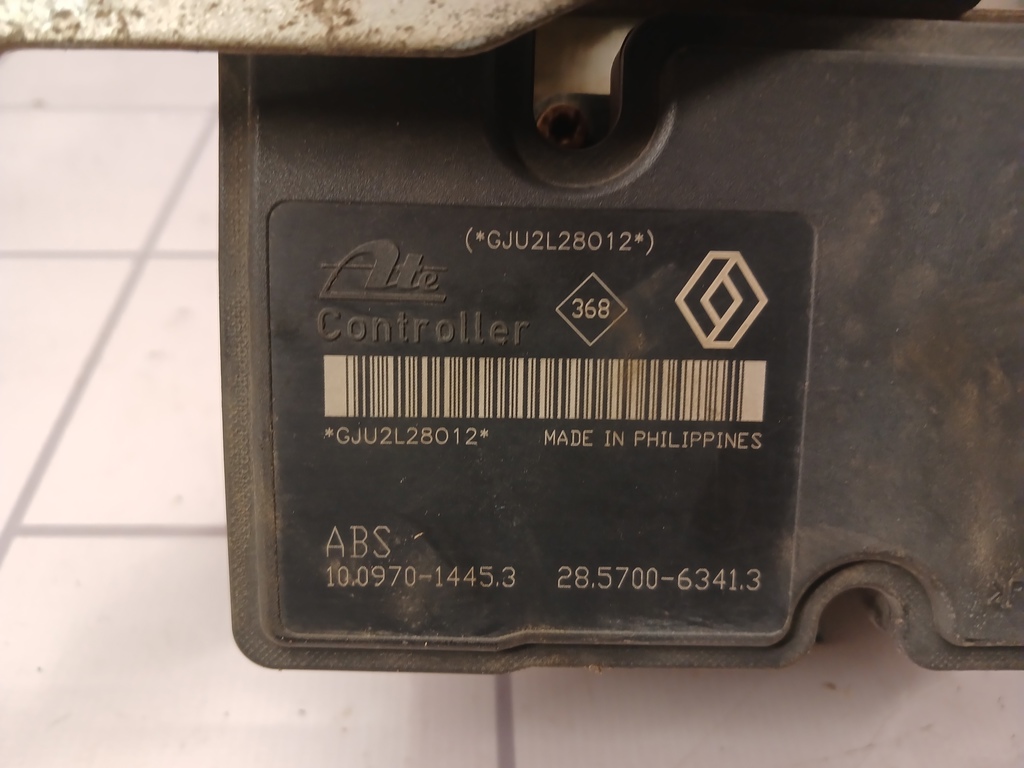 (*GJU2L28012*)
Ate
Controller
368
*GJU2L28012*
MADE IN PHILIPPINES
ABS
10.0970-1445.3
28.5700-6341.3